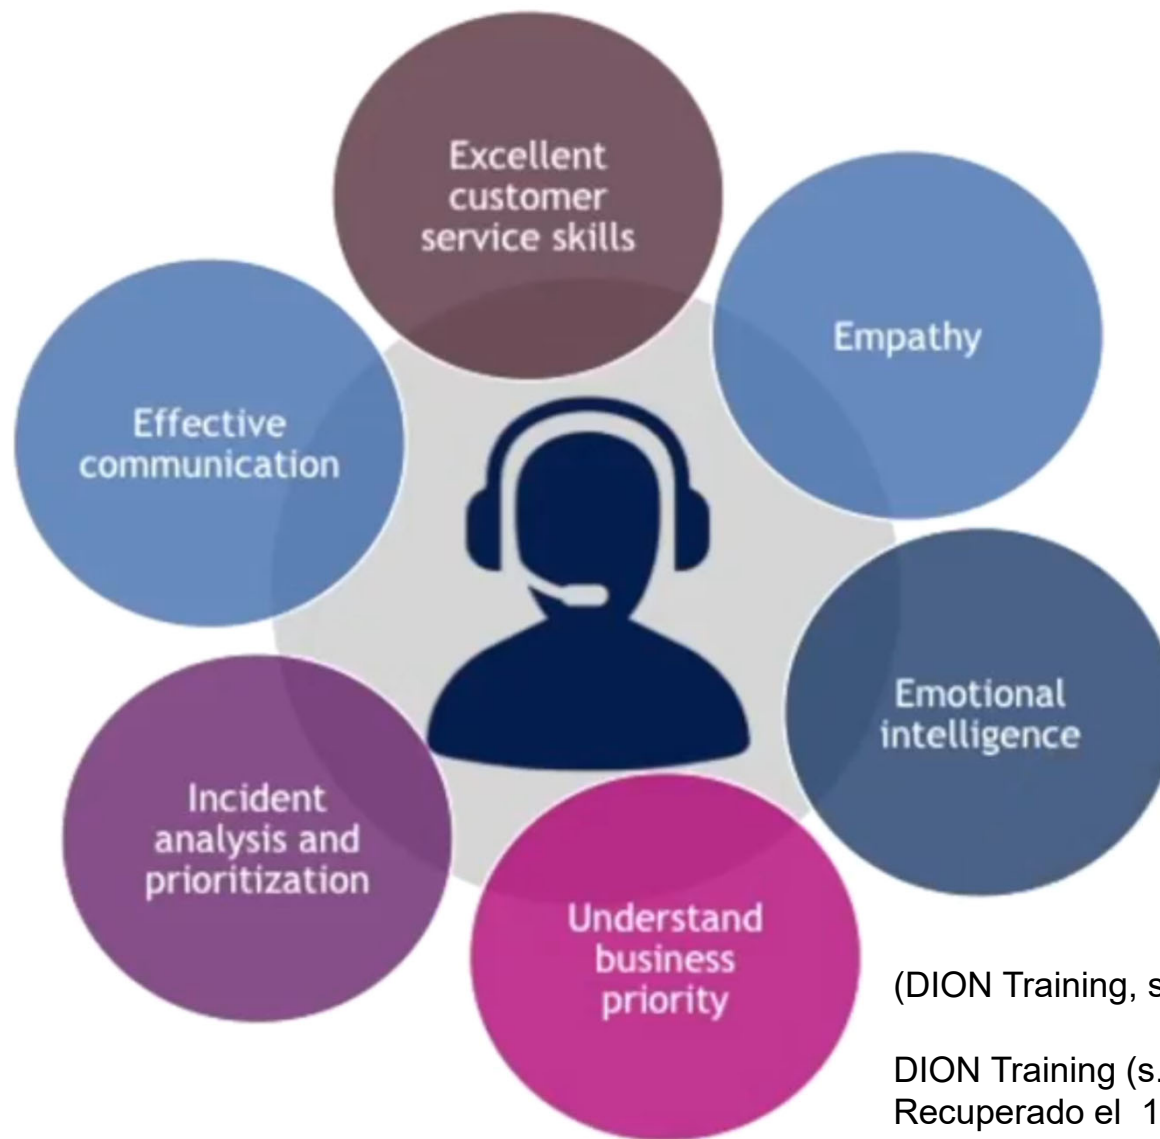 Excellent
customer
service skills
Empathy
Effective
communication
Emotional
intelligence
Incident
analysis and
prioritization
Understand
business
priority
(DION Training, s
DION Training (s.
Recuperado el 1